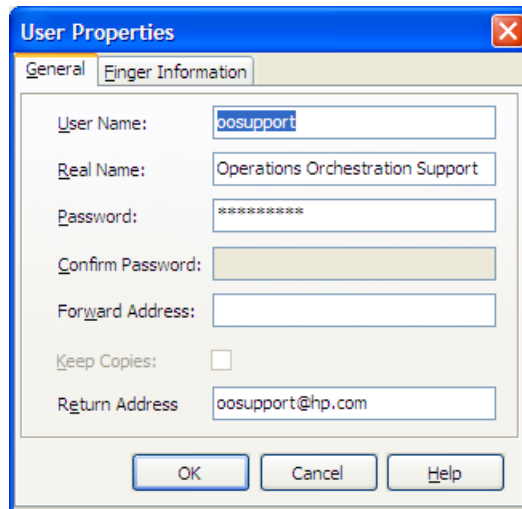 User Properties
General Finger Information
User Name: oosupport
Real Name: Operations Orchestration Support
Password: *********
Confirm Password:
Forward Address:
Keep Copies:
Return Address oosupport@hp.com
OK Cancel Help